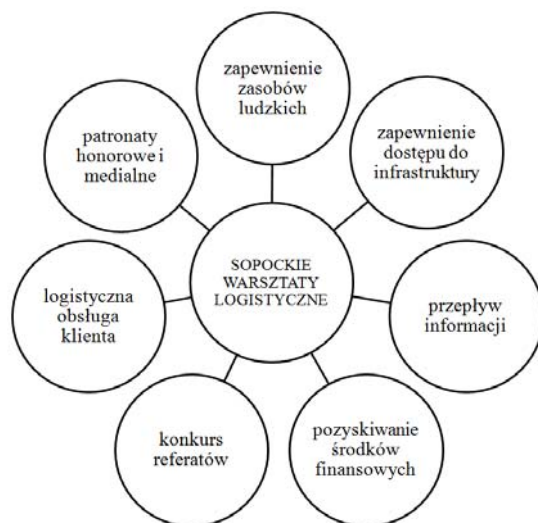 zapewnienie
zasobów
ludzkich
zapewnienie
dostępu do
infrastruktury
przepływ
informacji
pozyskiwanie
środków
finansowych
konkurs
referatów
logistyczna
obsługa
klienta
patronaty
honorowe i
medialne
SOPOCKIE
WARSZTATY
LOGISTYCZNE